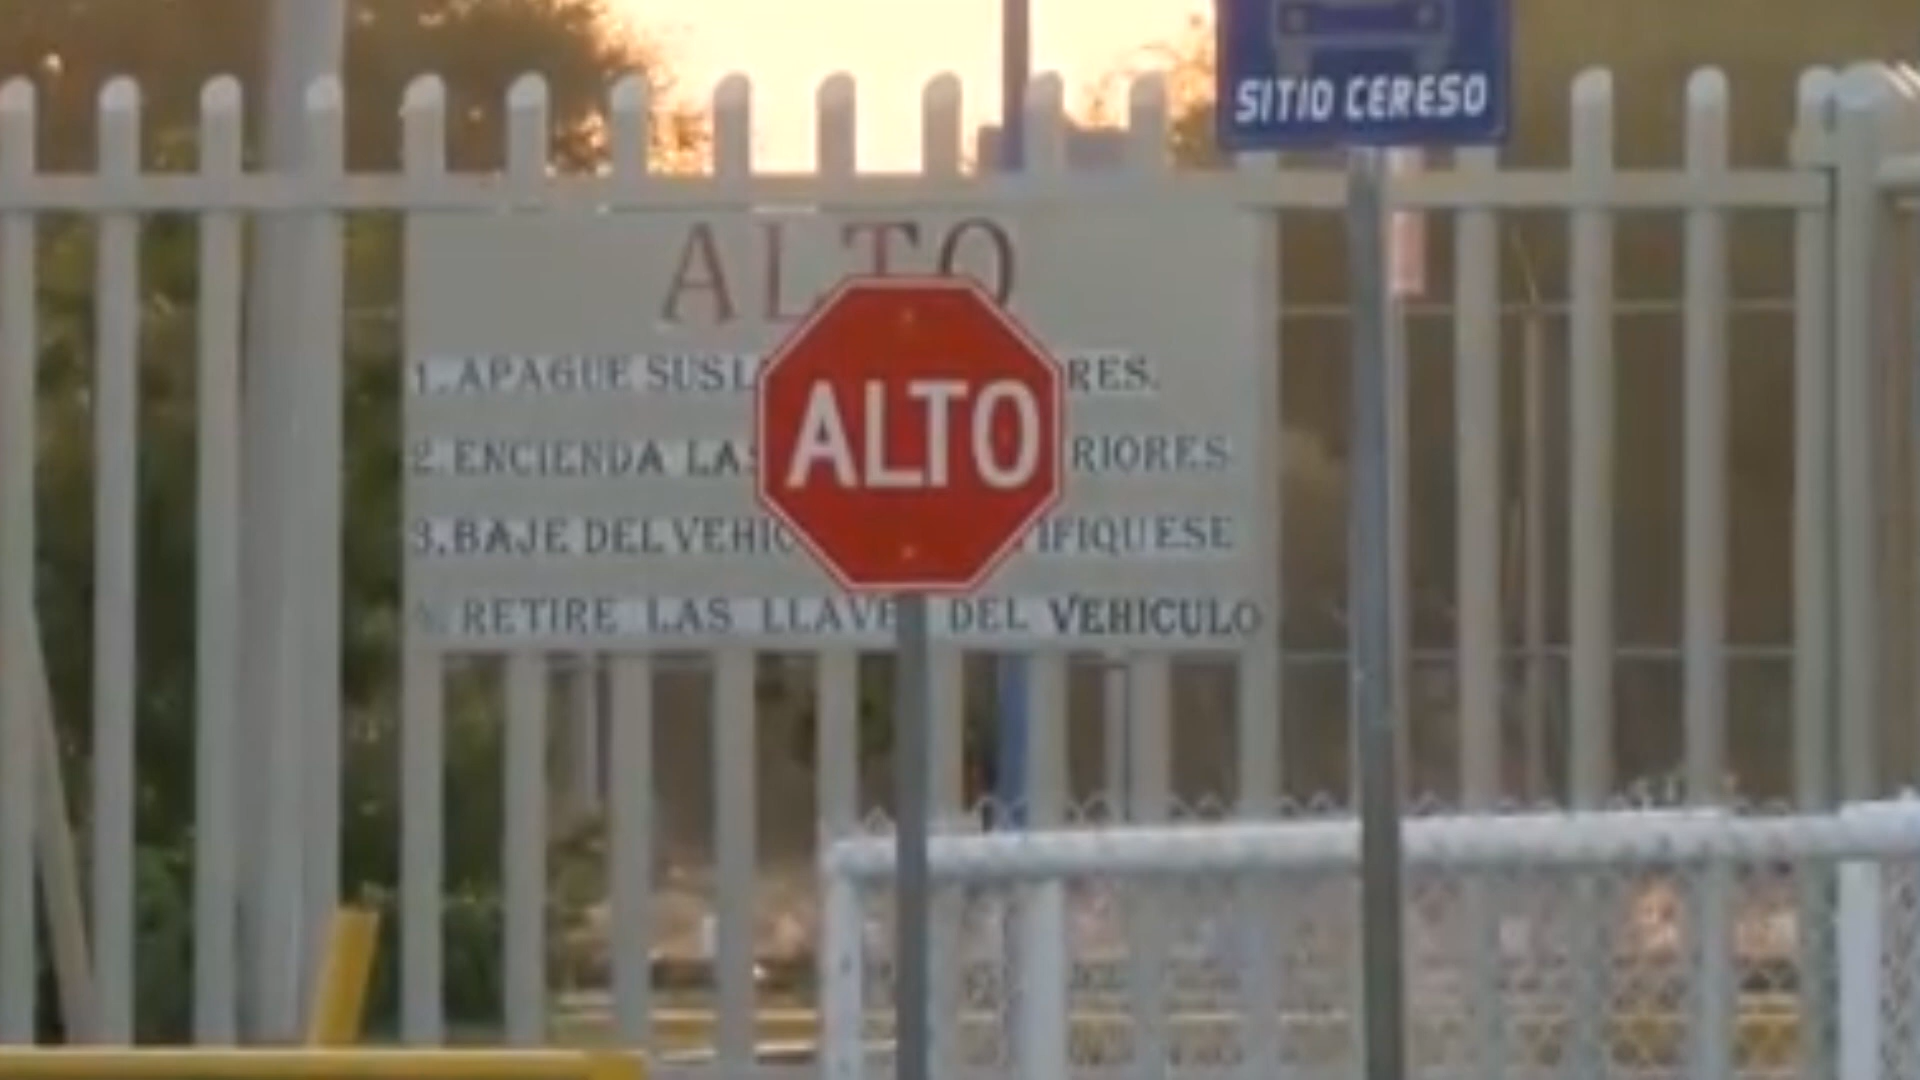 SITIO CERESO
ALTO
1. APAGUE SUS RES.
2. ENCIENDA LAS RIORES
3. BAJE DEL VEHIC IFIQUESE
ALTO
RETIRE LAS LLAVE DEL VEHICULO